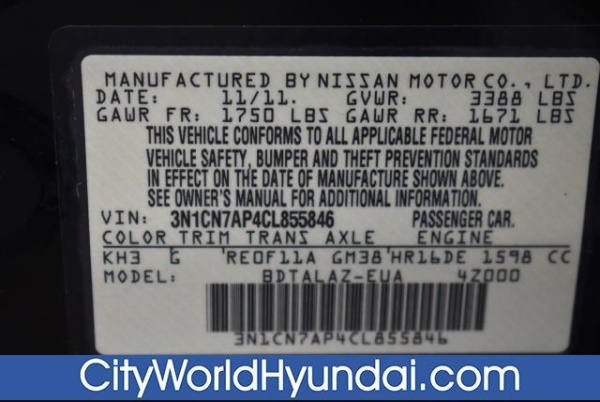 MANUFACTURED BY NISSAN MOTOR CO., LTD.
DATE: 11/11. GVWR: 3388 LBS
GAWR FR: 1750 LBS GAWR RR: 1671 LBS
THIS VEHICLE CONFORMS TO ALL APPLICABLE FEDERAL MOTOR
VEHICLE SAFETY, BUMPER AND THEFT PREVENTION STANDARDS
IN EFFECT ON THE DATE OF MANUFACTURE SHOWN ABOVE.
SEE OWNER'S MANUAL FOR ADDITIONAL INFORMATION.
VIN: 3N1CN7AP4CL855846 PASSENGER CAR.
COLOR TRIM TRANS AXLE ENGINE
KH3 G RE0F11A GM38 HR16DE 1598 CC
MODEL: BDTALAZ-EUA 4Z000
3N1CN7AP4CL855846
CityWorldHyundai.com